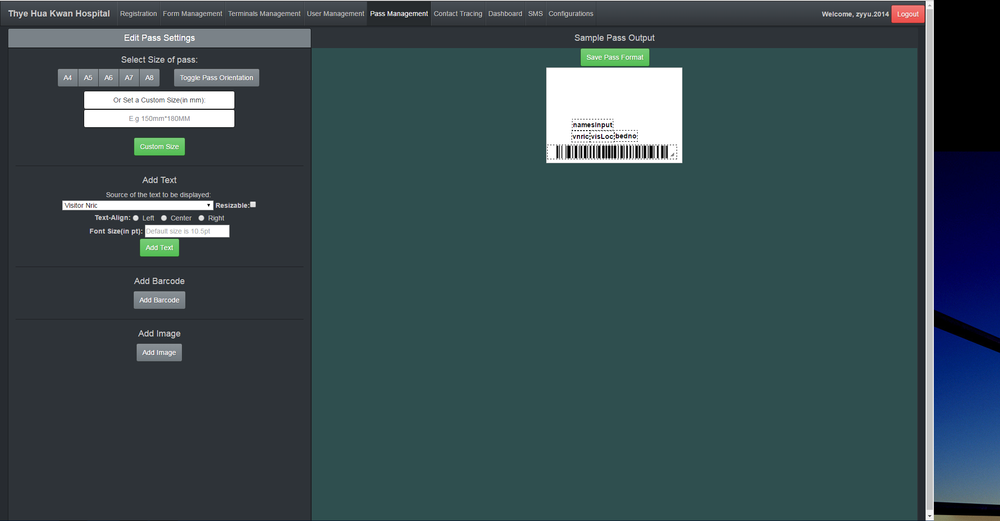 Thye Hua Kwan Hospital Registration Form Management Terminals Management User Management Pass Management Contact Tracing Dashboard SMS Configurations Welcome, zyyu.2014 Logout
Edit Pass Settings
Select Size of pass:
A4 A5 A6 A7 A8 Toggle Pass Orientation
Or Set a Custom Size(in mm):
E.g 150mm*180MM
Custom Size
Add Text
Source of the text to be displayed:
Visitor Nric Resizable:
Text-Align: Left Center Right
Font Size(in pt): Default size is 10.5pt
Add Text
Add Barcode
Add Barcode
Add Image
Add Image
Sample Pass Output
Save Pass Format
namesInput
vnric visLoc bedno